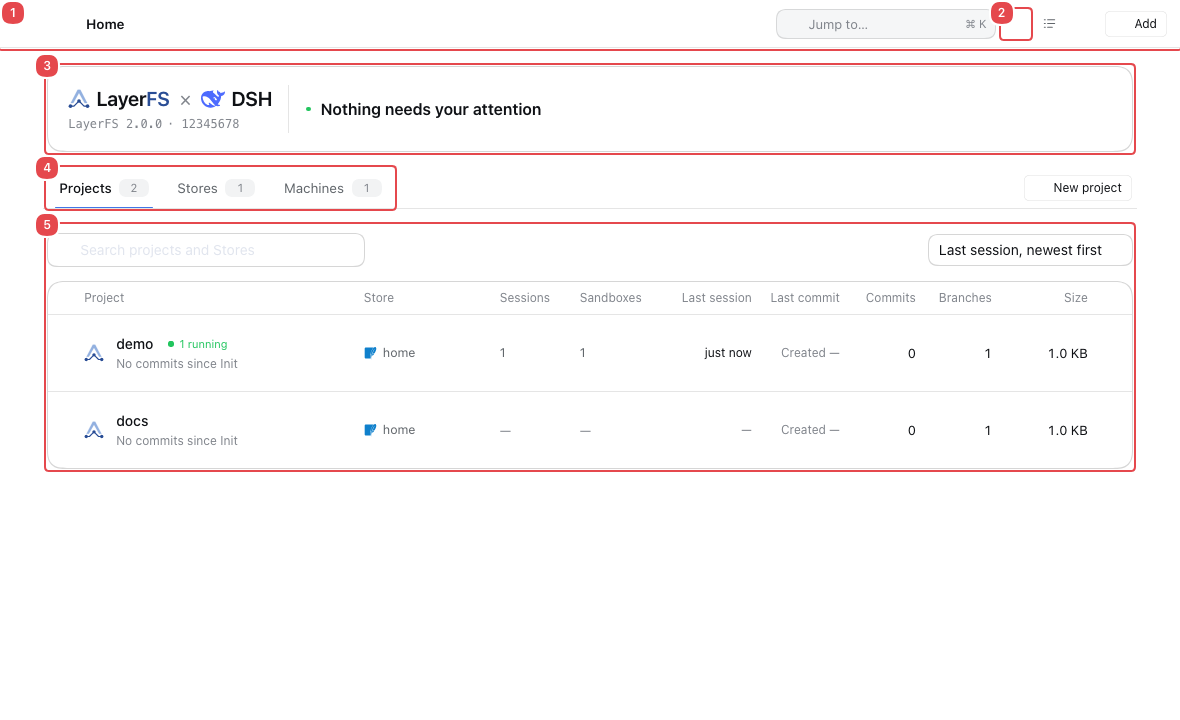 1
Home
Jump to...
⌘ K
2
Add
3
LayerFS × DSH
LayerFS 2.0.0 · 12345678
Nothing needs your attention
4
Projects 2
Stores 1
Machines 1
New project
5
Search projects and Stores
Last session, newest first
Project Store Sessions Sandboxes Last session Last commit Commits Branches Size
demo 1 running
No commits since Init
home 1 1 just now Created — 0 1 1.0 KB
docs
No commits since Init
home — — — Created — 0 1 1.0 KB